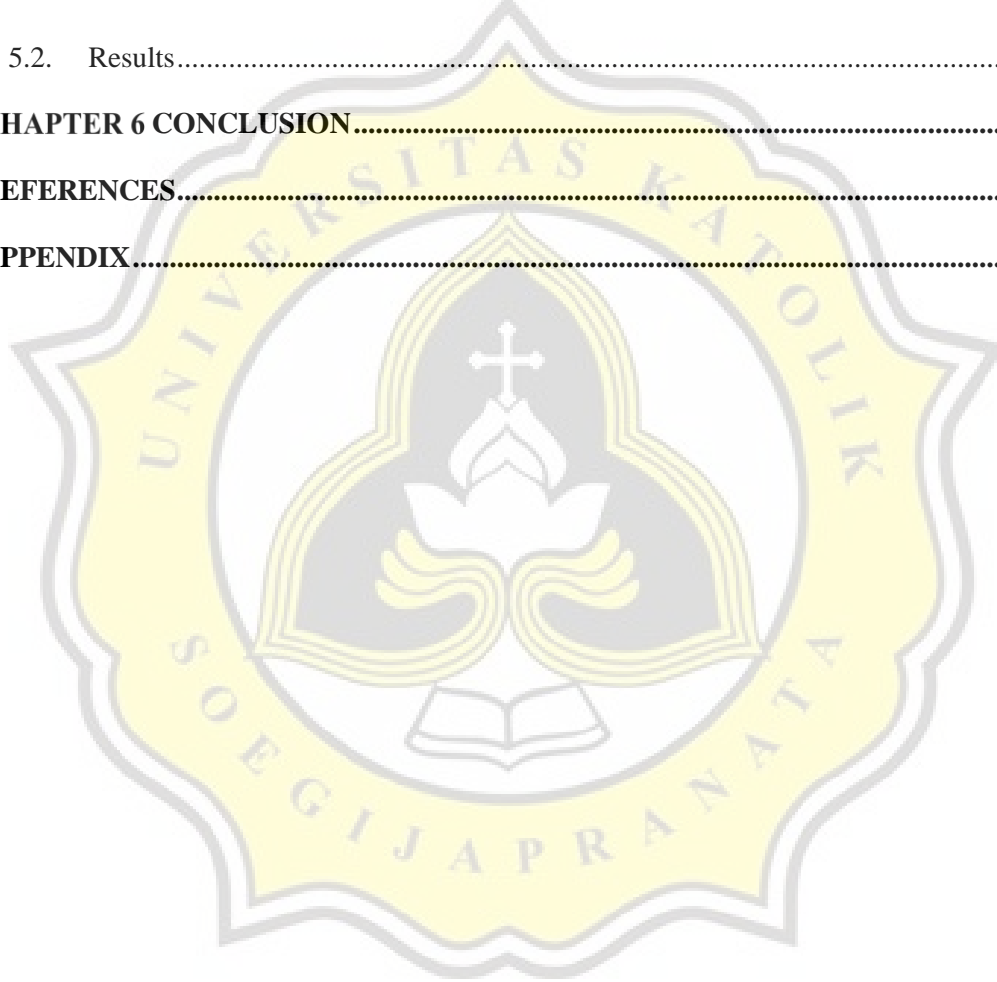 5.2. Results........................................................................................................
HAPTER 6 CONCLUSION.............................................................................
EFERENCES..................................................................................................
PPENDIX.......................................................................................................
UNIVERSITAS KATOLIK
SOEGIJAPRANATA